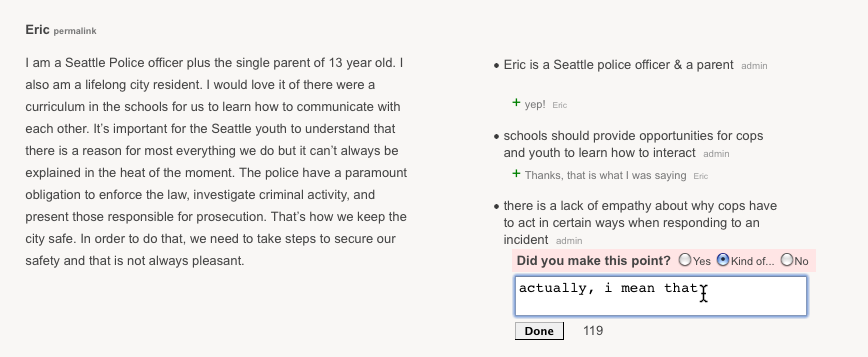 Eric permalink
I am a Seattle Police officer plus the single parent of 13 year old. I
also am a lifelong city resident. I would love it of there were a
curriculum in the schools for us to learn how to communicate with
each other. It's important for the Seattle youth to understand that
there is a reason for most everything we do but it can't always be
explained in the heat of the moment. The police have a paramount
obligation to enforce the law, investigate criminal activity, and
present those responsible for prosecution. That's how we keep the
city safe. In order to do that, we need to take steps to secure our
safety and that is not always pleasant.
• Eric is a Seattle police officer & a parent admin
+ yep! Eric
• schools should provide opportunities for cops
and youth to learn how to interact admin
+ Thanks, that is what I was saying Eric
• there is a lack of empathy about why cops have
to act in certain ways when responding to an
incident admin
Did you make this point? Yes Kind of... No
actually, i mean that
Done 119